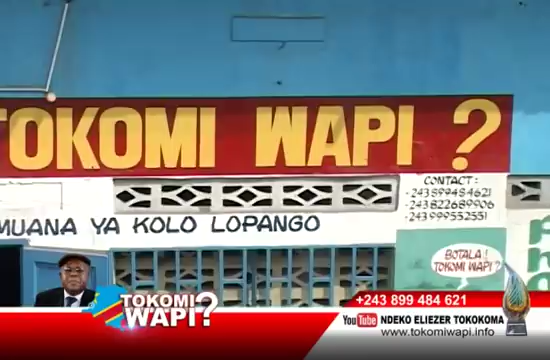 TOKOMI WAPI ?
CONTACT :
-243899484621
-243822689906
-243999552551
MUANA YA KOLO LOPANGO
BOTALA !
TOKOMI WAPI ?
TOKOMI
WAPI?
+243 899 484 621
YouTube NDEKO ELIEZER TOKOKOMA
www.tokomiwapi.info